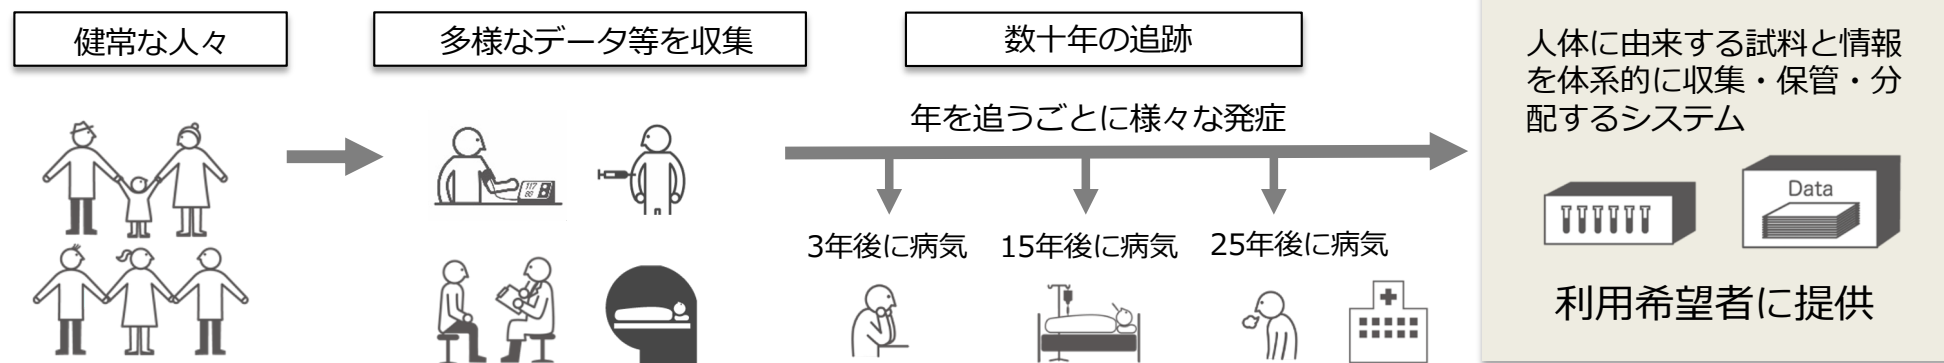 健常な人々
多様なデータ等を収集
数十年の追跡
年を追うごとに様々な発症
3年後に病気
15年後に病気
25年後に病気
117
人体に由来する試料と情報
を体系的に収集・保管・分
配するシステム
Data
利用希望者に提供